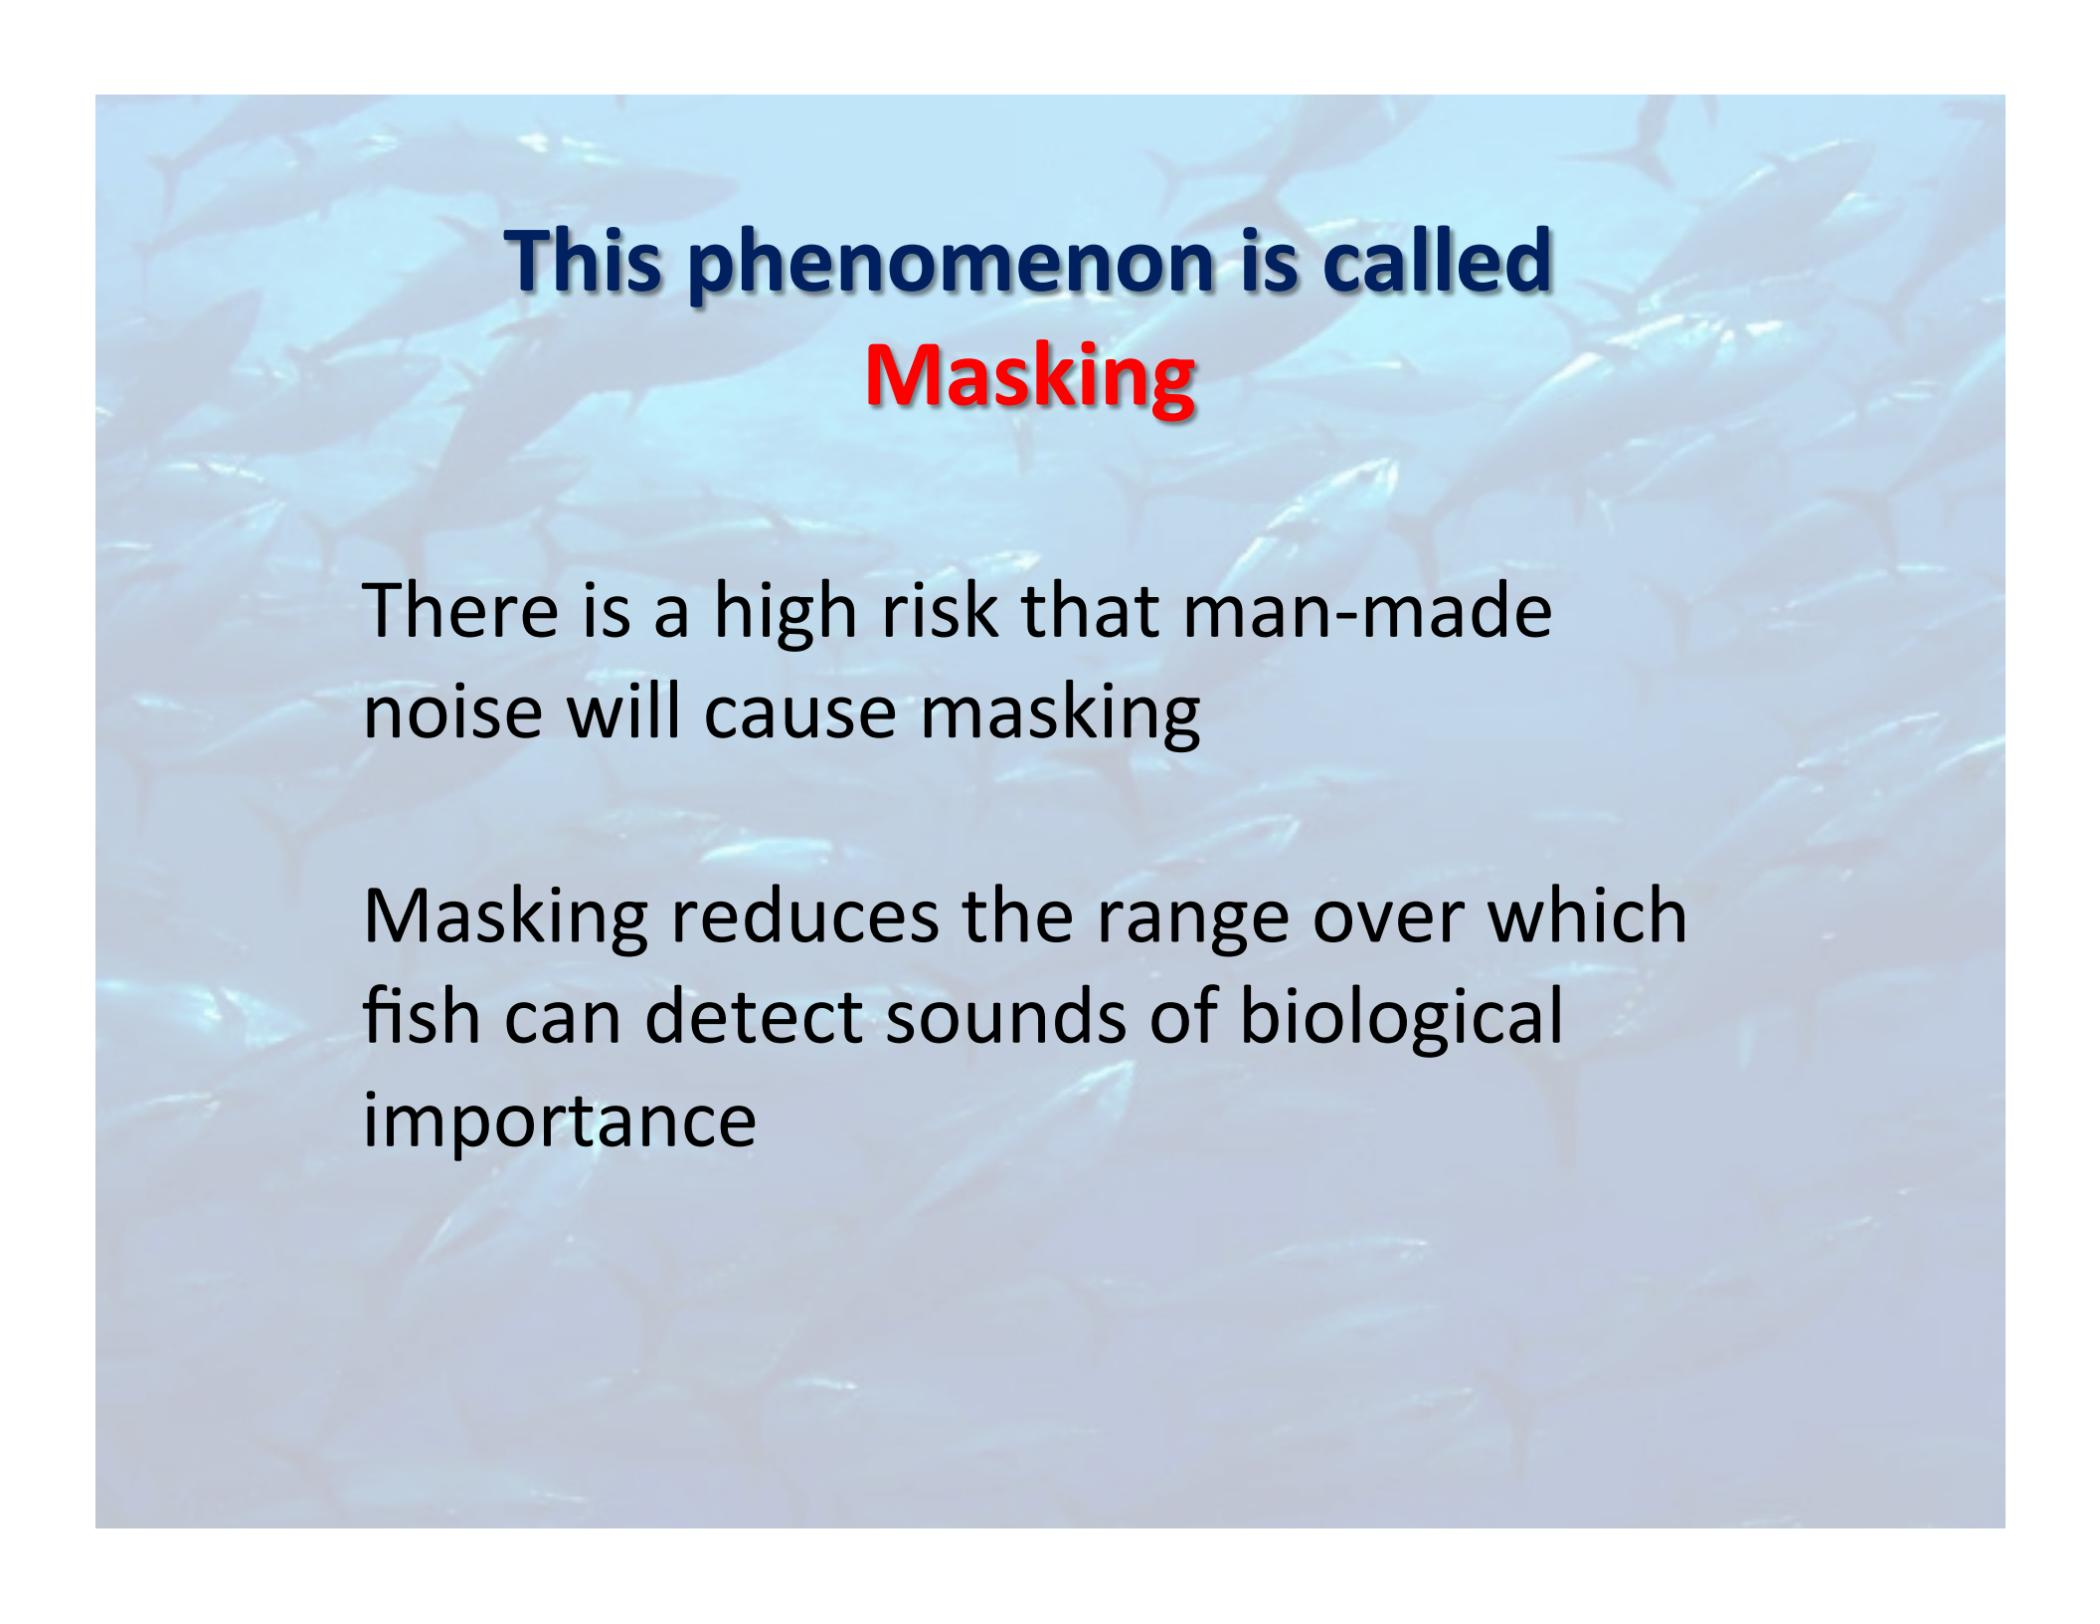 This phenomenon is called
Masking
There is a high risk that man-made
noise will cause masking
Masking reduces the range over which
fish can detect sounds of biological
importance